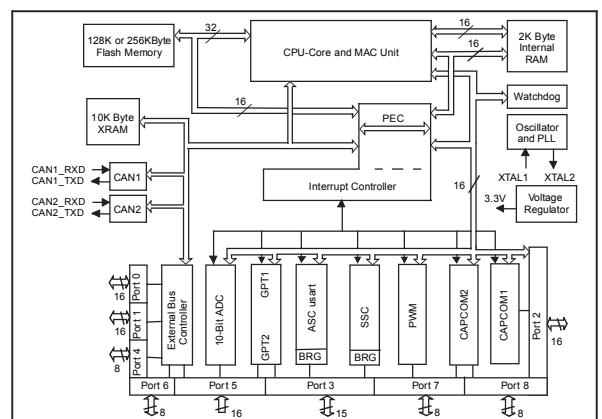 128K or 256KByte
Flash Memory
32
CPU-Core and MAC Unit
16
16
2K Byte
Internal
RAM
16
PEC
Watchdog
10K Byte
XRAM
Oscillator
and PLL
CAN1_RXD
CAN1_TXD
CAN1
CAN2_RXD
CAN2_TXD
CAN2
Interrupt Controller
16
XTAL1
XTAL2
3.3V
Voltage
Regulator
Port 0
16
Port 1
16
Port 4
8
External Bus
Controller
10-Bit ADC
GPT1
GPT2
ASC usart
BRG
SSC
BRG
PWM
CAPCOM2
CAPCOM1
Port 2
16
Port 6
Port 5
Port 3
Port 7
Port 8
8
16
15
8
8